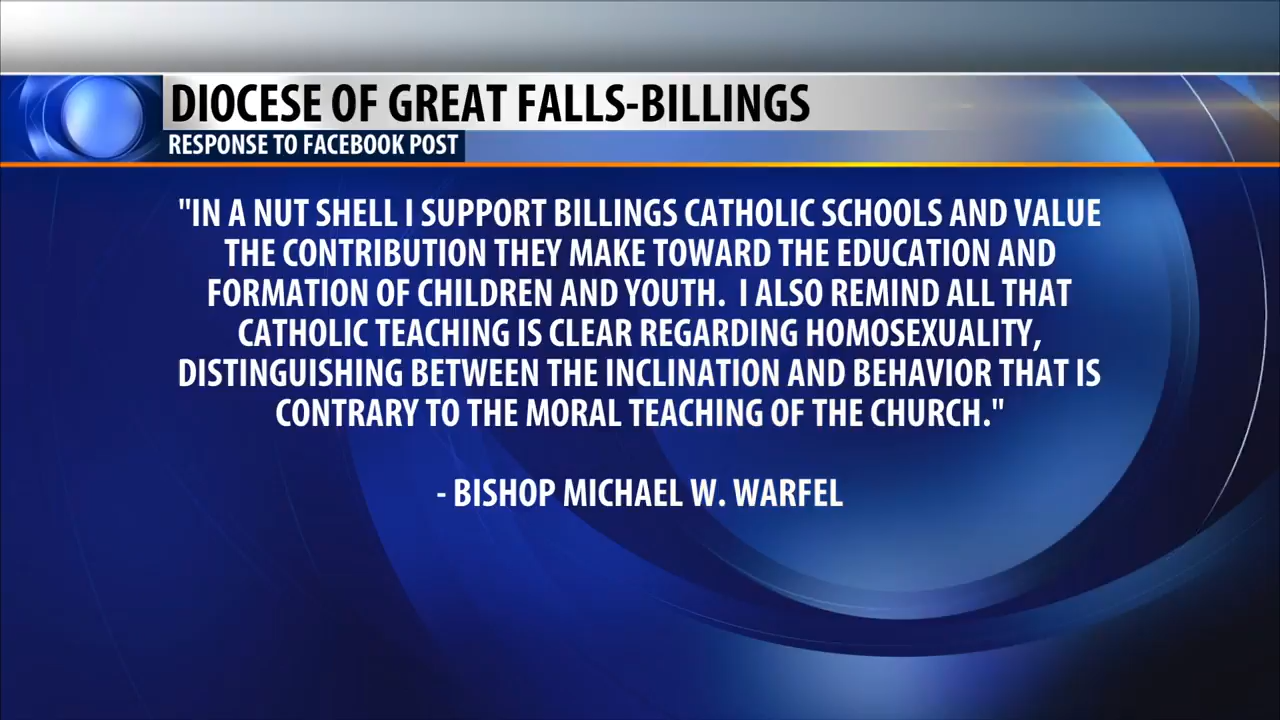 DIOCESE OF GREAT FALLS-BILLINGS
RESPONSE TO FACEBOOK POST
"IN A NUT SHELL I SUPPORT BILLINGS CATHOLIC SCHOOLS AND VALUE
THE CONTRIBUTION THEY MAKE TOWARD THE EDUCATION AND
FORMATION OF CHILDREN AND YOUTH.  I ALSO REMIND ALL THAT
CATHOLIC TEACHING IS CLEAR REGARDING HOMOSEXUALITY,
DISTINGUISHING BETWEEN THE INCLINATION AND BEHAVIOR THAT IS
CONTRARY TO THE MORAL TEACHING OF THE CHURCH."
- BISHOP MICHAEL W. WARFEL